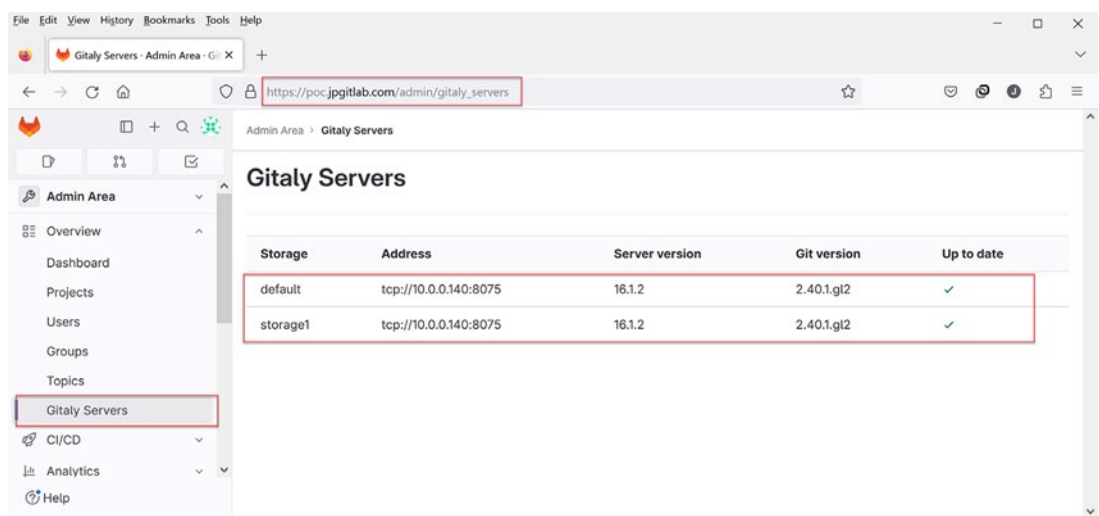 File Edit View History Bookmarks Tools Help
Gitaly Servers · Admin Area · Git
https://poc.jpgitlab.com/admin/gitaly_servers
Admin Area > Gitaly Servers
Admin Area
Overview
Dashboard
Projects
Users
Groups
Topics
Gitaly Servers
CI/CD
Analytics
Help
Gitaly Servers
Storage Address Server version Git version Up to date
default tcp://10.0.0.140:8075 16.1.2 2.40.1.gl2
storage1 tcp://10.0.0.140:8075 16.1.2 2.40.1.gl2